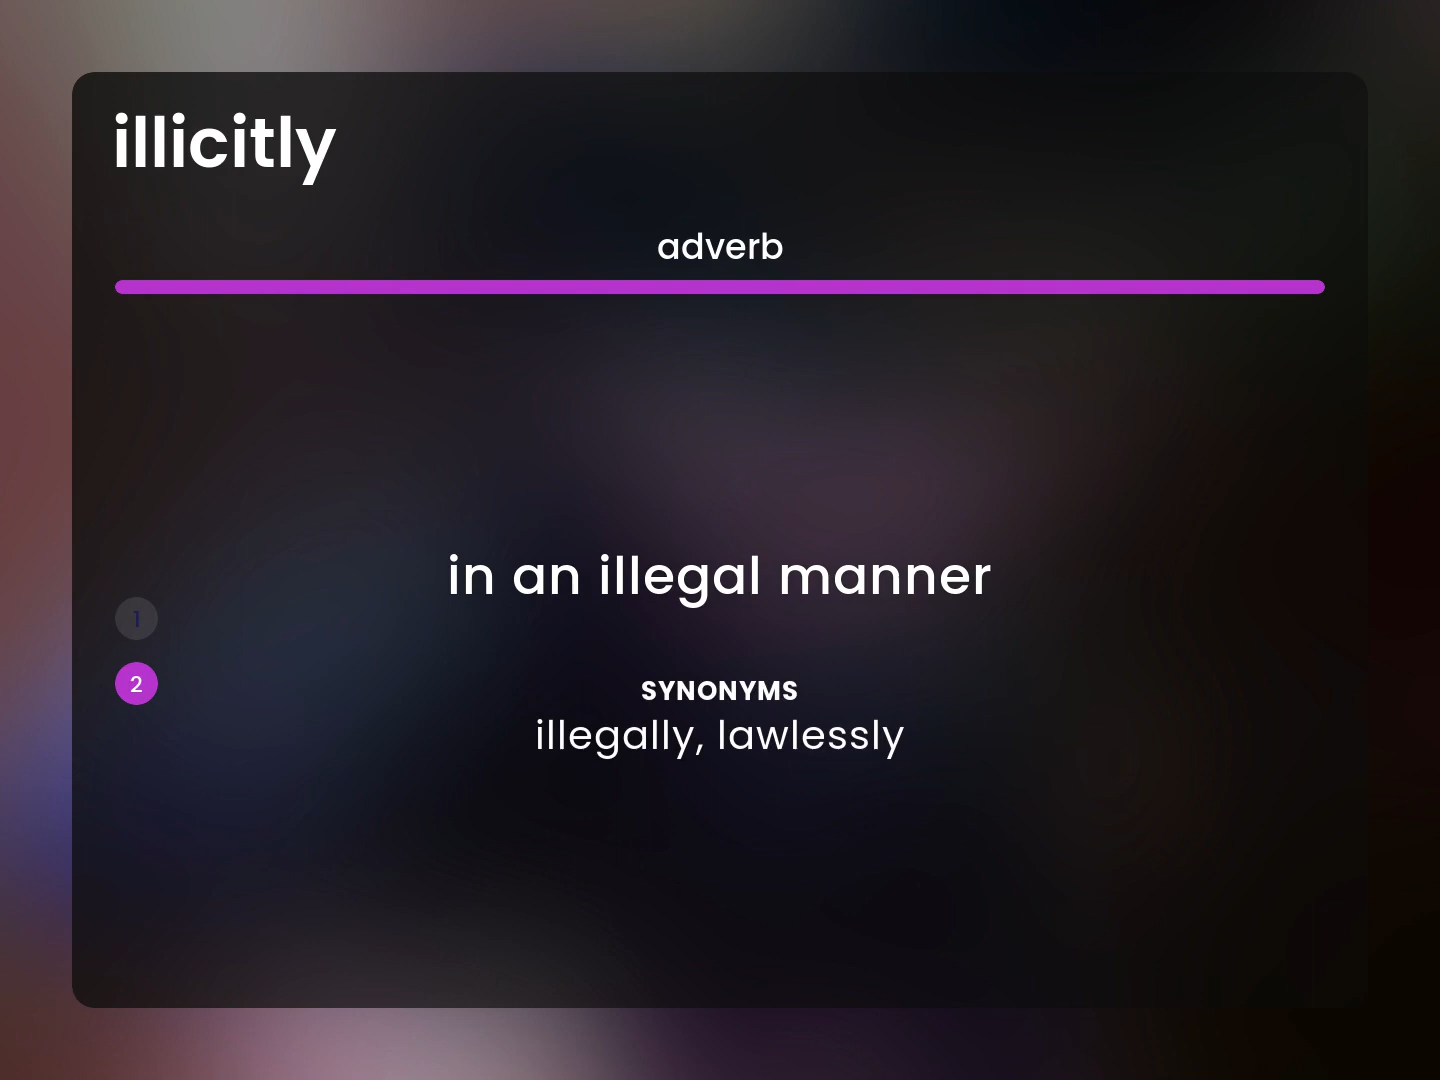 illicitly
adverb
in an illegal manner
1
2
SYNONYMS
illegally, lawlessly